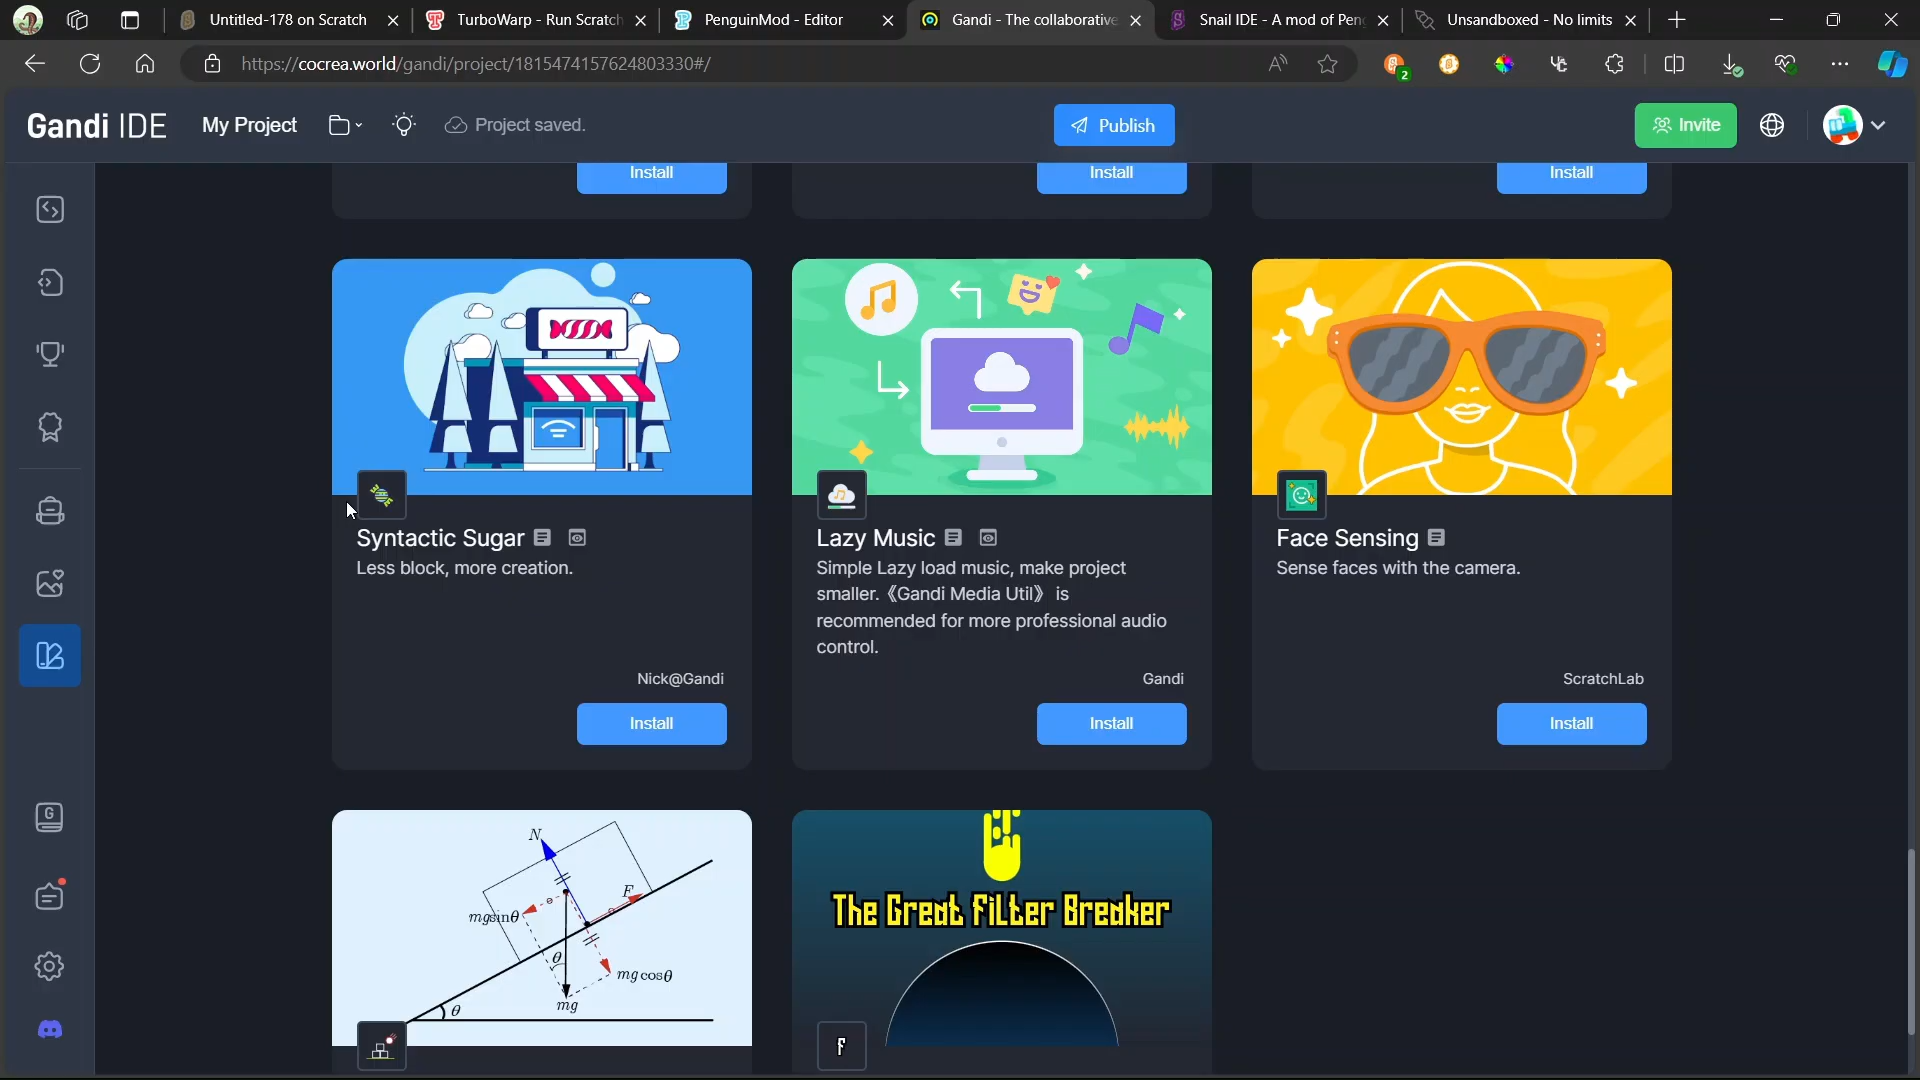 Untitled-178 on Scratch
TurboWarp - Run Scratch
PenguinMod - Editor
Gandi - The collaborative
Snail IDE - A mod of Peng
Unsandboxed - No limits
https://cocrea.world/gandi/project/1815474157624803330#/
2
Gandi IDE
My Project
Project saved.
Publish
Invite
Install
Install
Install
Syntactic Sugar
Less block, more creation.
Nick@Gandi
Install
Lazy Music
Simple Lazy load music, make project
smaller.《Gandi Media Util》 is
recommended for more professional audio
control.
Gandi
Install
Face Sensing
Sense faces with the camera.
ScratchLab
Install
N
F
mgsinθ
θ
mg cosθ
mg
θ
The Great Filter Breaker
F
G